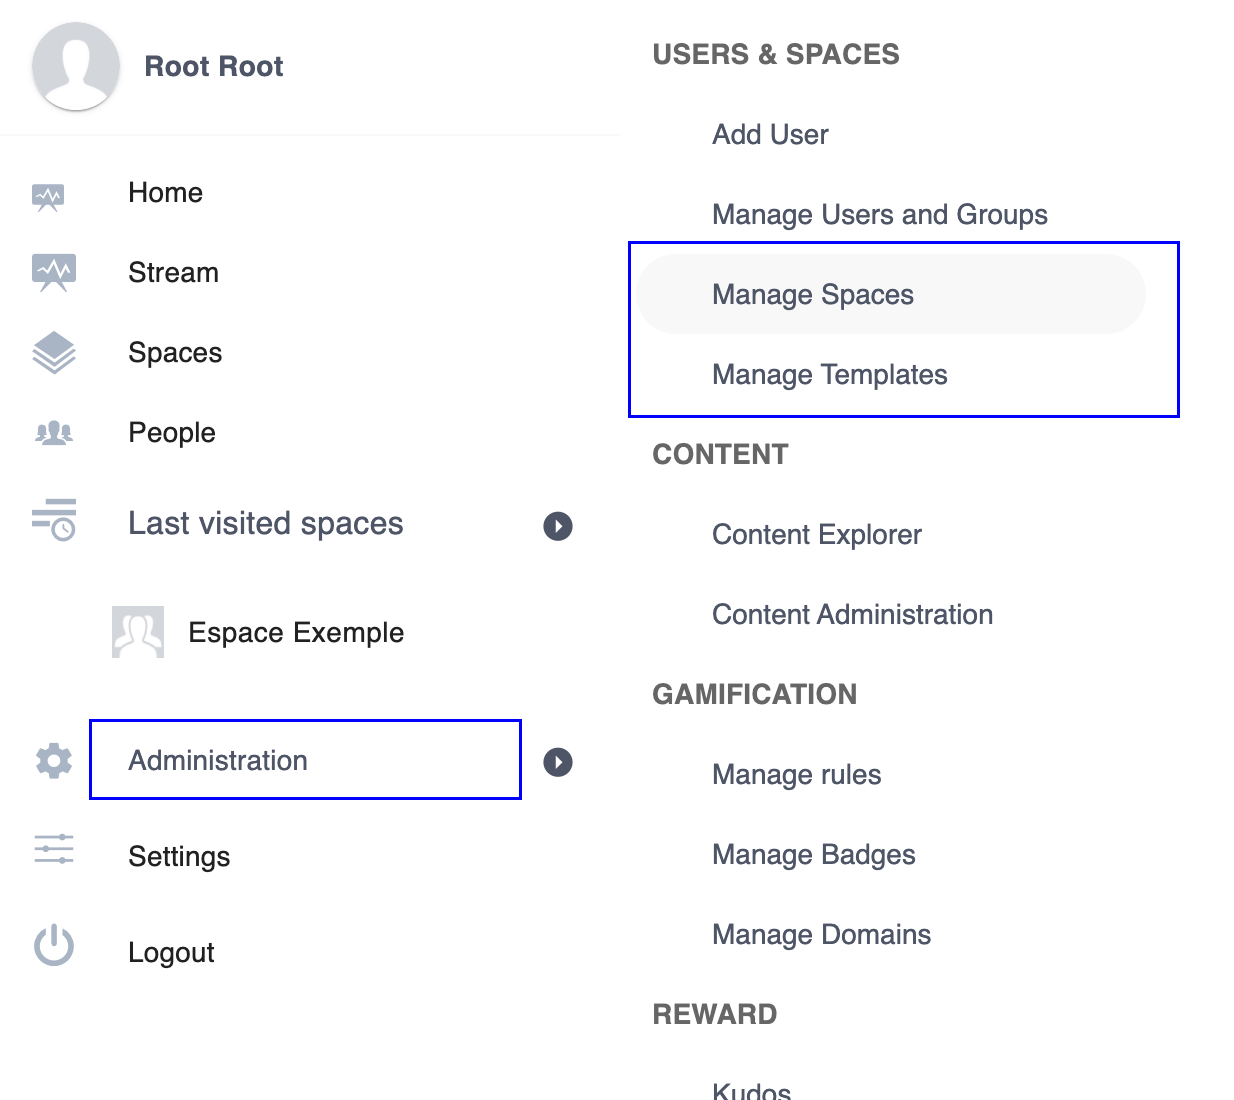 Root Root
Home
Stream
Spaces
People
Last visited spaces
Espace Exemple
Administration
Settings
Logout
USERS & SPACES
Add User
Manage Users and Groups
Manage Spaces
Manage Templates
CONTENT
Content Explorer
Content Administration
GAMIFICATION
Manage rules
Manage Badges
Manage Domains
REWARD
Kudos